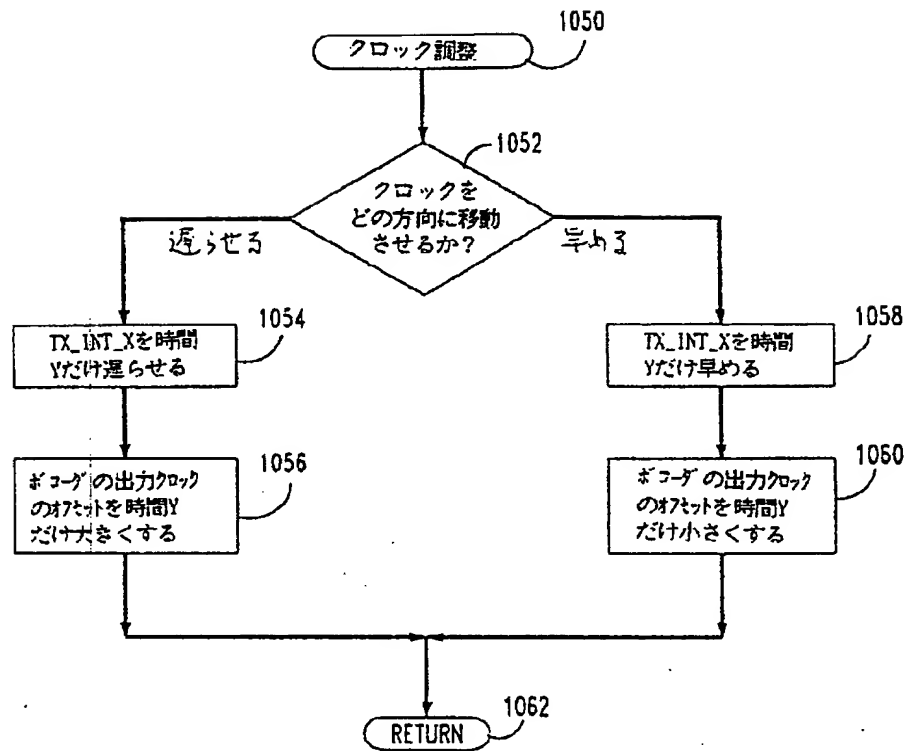 1050
クロック調整
1052
クロックを
どの方向に移動
させるか?
遅らせる
早める
1054
TX_INT_Xを時間
Yだけ遅らせる
1058
TX_INT_Xを時間
Yだけ早める
1056
ボコーダの出力クロック
のオフセットを時間Y
だけ大きくする
1060
ボコーダの出力クロック
のオフセットを時間Y
だけ小さくする
1062
RETURN